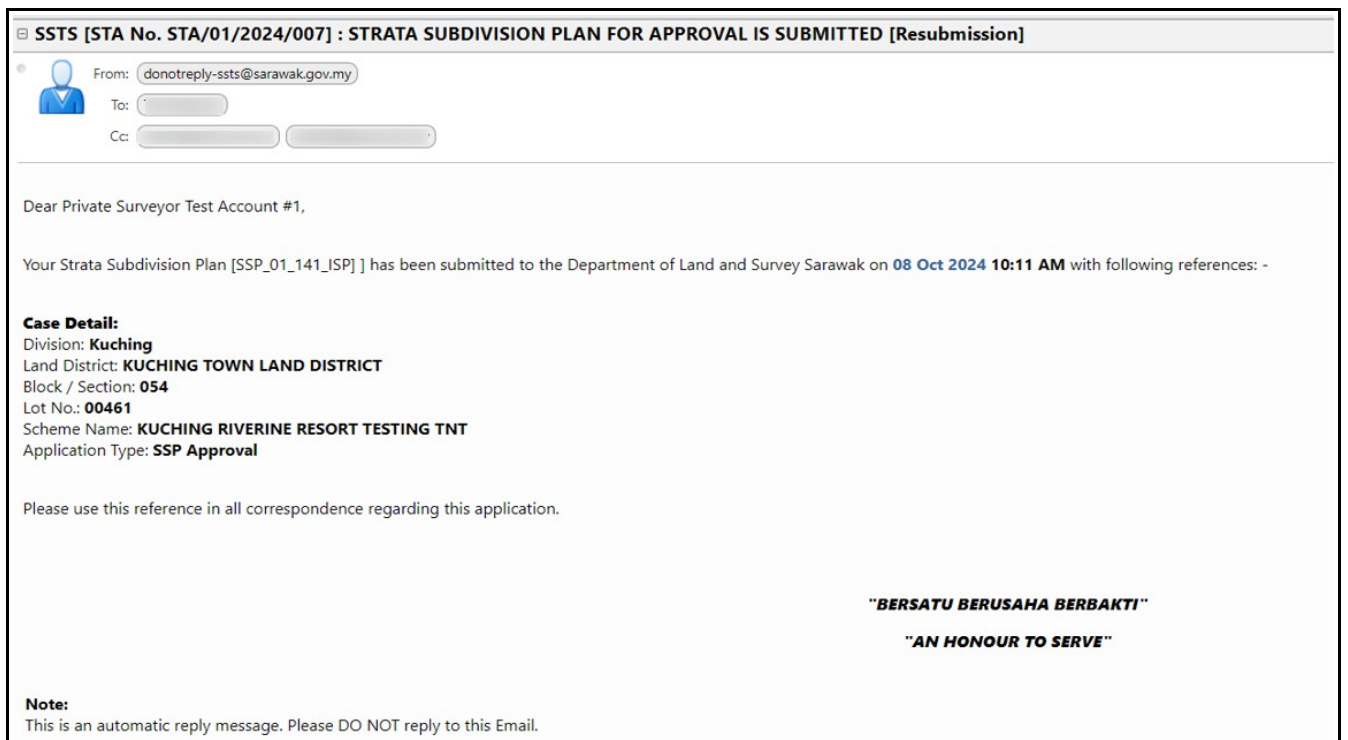 SSTS [STA No. STA/01/2024/007] : STRATA SUBDIVISION PLAN FOR APPROVAL IS SUBMITTED [Resubmission]
From: donotreply-ssts@sarawak.gov.my
To:
Cc:
Dear Private Surveyor Test Account #1,
Your Strata Subdivision Plan [SSP_01_141_ISP] ] has been submitted to the Department of Land and Survey Sarawak on 08 Oct 2024 10:11 AM with following references: -
Case Detail:
Division: Kuching
Land District: KUCHING TOWN LAND DISTRICT
Block / Section: 054
Lot No.: 00461
Scheme Name: KUCHING RIVERINE RESORT TESTING TNT
Application Type: SSP Approval
Please use this reference in all correspondence regarding this application.
"BERSATU BERUSAHA BERBAKTI"
"AN HONOUR TO SERVE"
Note:
This is an automatic reply message. Please DO NOT reply to this Email.